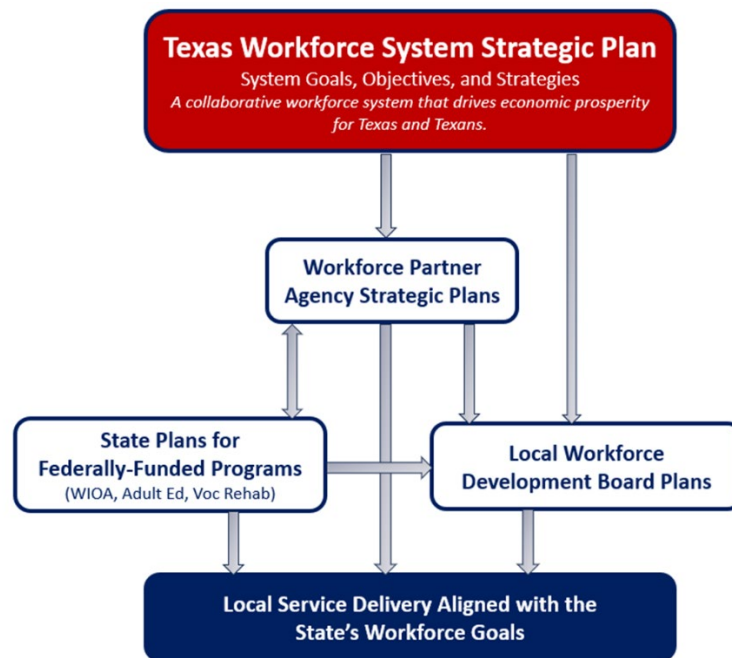 Texas Workforce System Strategic Plan
System Goals, Objectives, and Strategies
A collaborative workforce system that drives economic prosperity
for Texas and Texans.
Workforce Partner
Agency Strategic Plans
State Plans for
Federally-Funded Programs
(WIOA, Adult Ed, Voc Rehab)
Local Workforce
Development Board Plans
Local Service Delivery Aligned with the
State’s Workforce Goals